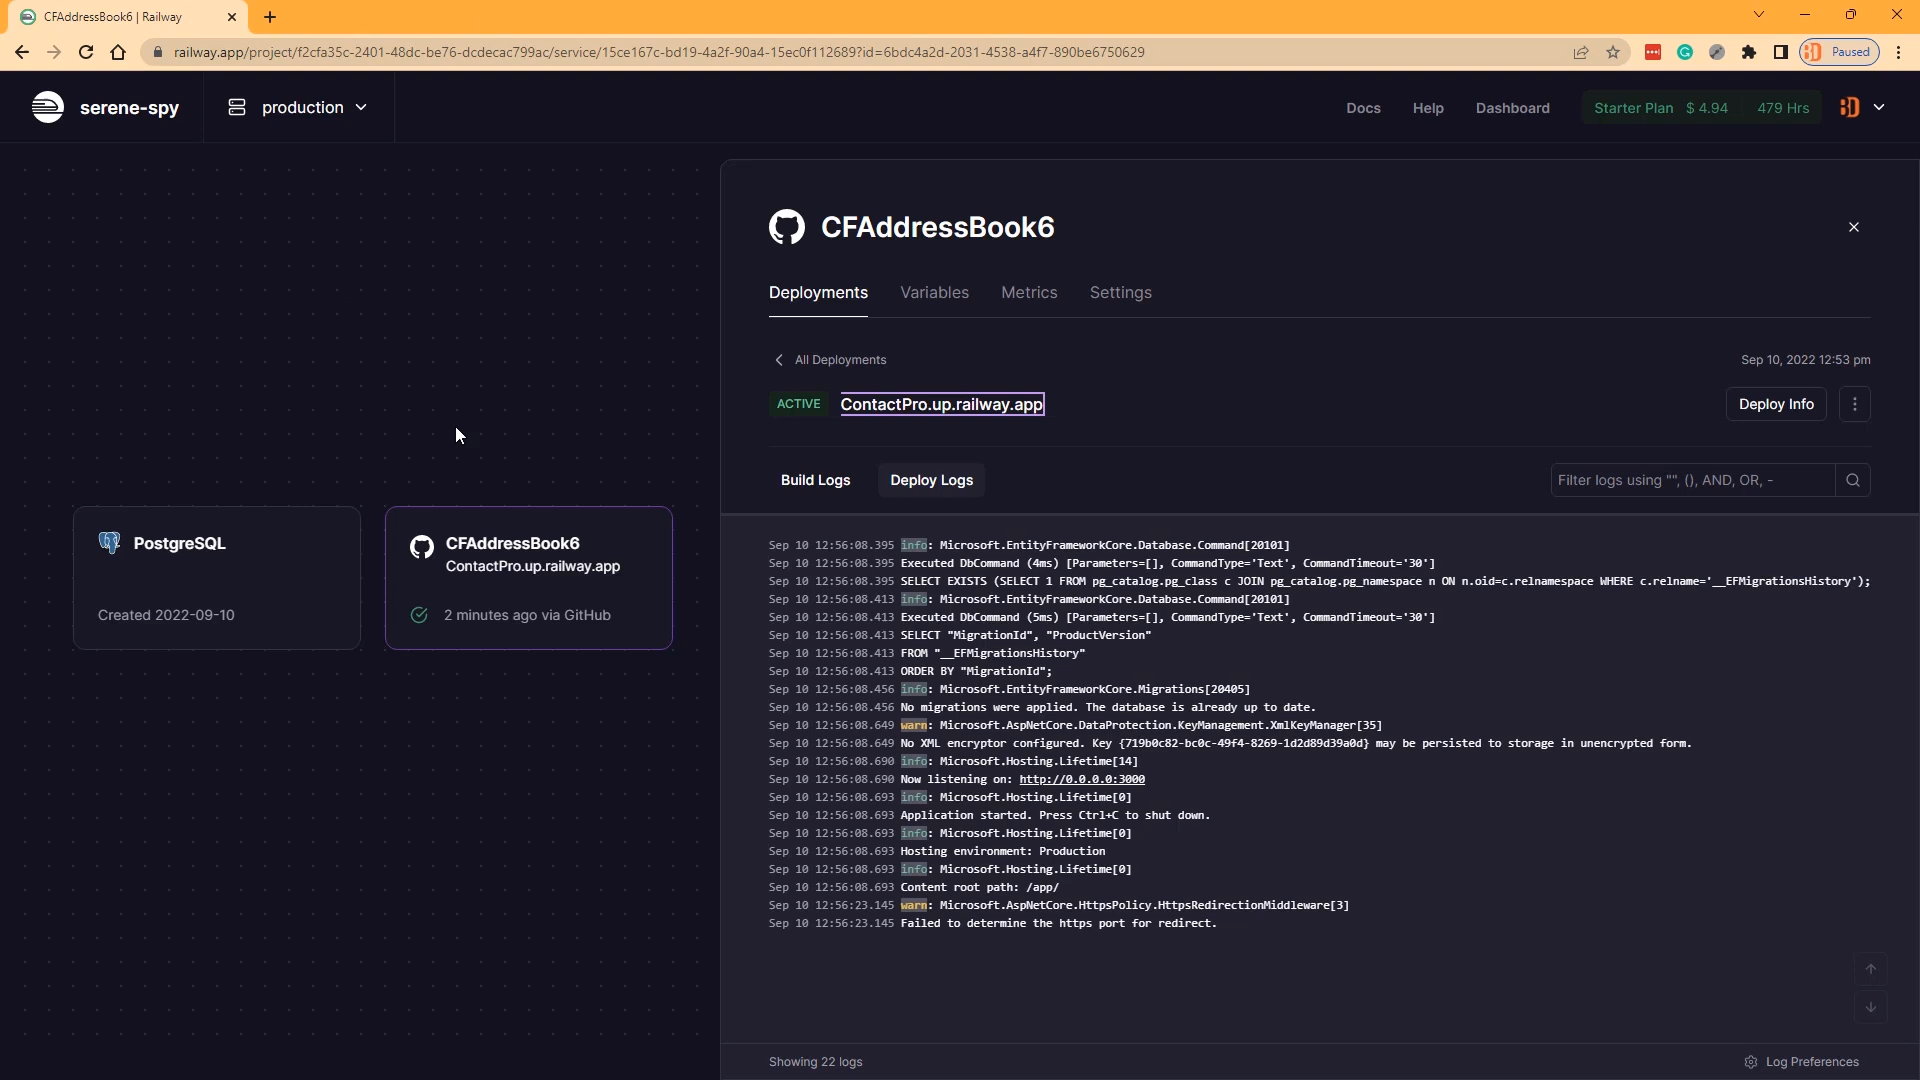 CFAddressBook6 | Railway
railway.app/project/f2cfa35c-2401-48dc-be76-dcdecac799ac/service/15ce167c-bd19-4a2f-90a4-15ec0f112689?id=6bdc4a2d-2031-4538-a4f7-890be6750629
Paused
serene-spy
production
Docs
Help
Dashboard
Starter Plan $ 4.94 479 Hrs
CFAddressBook6
Deployments
Variables
Metrics
Settings
All Deployments
Sep 10, 2022 12:53 pm
ACTIVE
ContactPro.up.railway.app
Deploy Info
Build Logs
Deploy Logs
Filter logs using "", (), AND, OR, -
PostgreSQL
Created 2022-09-10
CFAddressBook6
ContactPro.up.railway.app
2 minutes ago via GitHub
Sep 10 12:56:08.395 info: Microsoft.EntityFrameworkCore.Database.Command[20101]
Sep 10 12:56:08.395 Executed DbCommand (4ms) [Parameters=[], CommandType='Text', CommandTimeout='30']
Sep 10 12:56:08.395 SELECT EXISTS (SELECT 1 FROM pg_catalog.pg_class c JOIN pg_catalog.pg_namespace n ON n.oid=c.relnamespace WHERE c.relname='__EFMigrationsHistory');
Sep 10 12:56:08.413 info: Microsoft.EntityFrameworkCore.Database.Command[20101]
Sep 10 12:56:08.413 Executed DbCommand (5ms) [Parameters=[], CommandType='Text', CommandTimeout='30']
Sep 10 12:56:08.413 SELECT "MigrationId", "ProductVersion"
Sep 10 12:56:08.413 FROM "__EFMigrationsHistory"
Sep 10 12:56:08.413 ORDER BY "MigrationId";
Sep 10 12:56:08.456 info: Microsoft.EntityFrameworkCore.Migrations[20405]
Sep 10 12:56:08.456 No migrations were applied. The database is already up to date.
Sep 10 12:56:08.649 warn: Microsoft.AspNetCore.DataProtection.KeyManagement.XmlKeyManager[35]
Sep 10 12:56:08.649 No XML encryptor configured. Key {719b0c82-bc0c-49f4-8269-1d2d89d39a0d} may be persisted to storage in unencrypted form.
Sep 10 12:56:08.690 info: Microsoft.Hosting.Lifetime[14]
Sep 10 12:56:08.690 Now listening on: http://0.0.0.0:3000
Sep 10 12:56:08.693 info: Microsoft.Hosting.Lifetime[0]
Sep 10 12:56:08.693 Application started. Press Ctrl+C to shut down.
Sep 10 12:56:08.693 info: Microsoft.Hosting.Lifetime[0]
Sep 10 12:56:08.693 Hosting environment: Production
Sep 10 12:56:08.693 info: Microsoft.Hosting.Lifetime[0]
Sep 10 12:56:08.693 Content root path: /app/
Sep 10 12:56:23.145 warn: Microsoft.AspNetCore.HttpsPolicy.HttpsRedirectionMiddleware[3]
Sep 10 12:56:23.145 Failed to determine the https port for redirect.
Showing 22 logs
Log Preferences